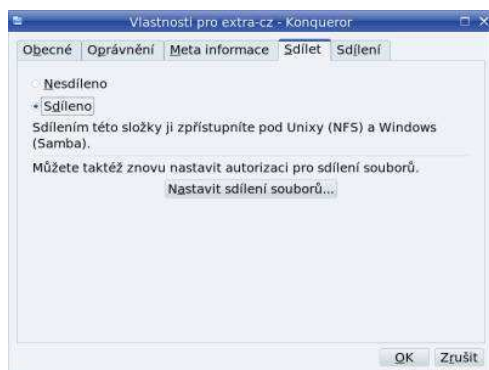 Vlastnosti pro extra-cz - Konqueror
Obecné Oprávnění Meta informace Sdílet Sdílení
Nesdíleno
Sdíleno
Sdílením této složky ji zpřístupníte pod Unixy (NFS) a Windows
(Samba).
Můžete taktéž znovu nastavit autorizaci pro sdílení souborů.
Nastavit sdílení souborů...
OK Zrušit